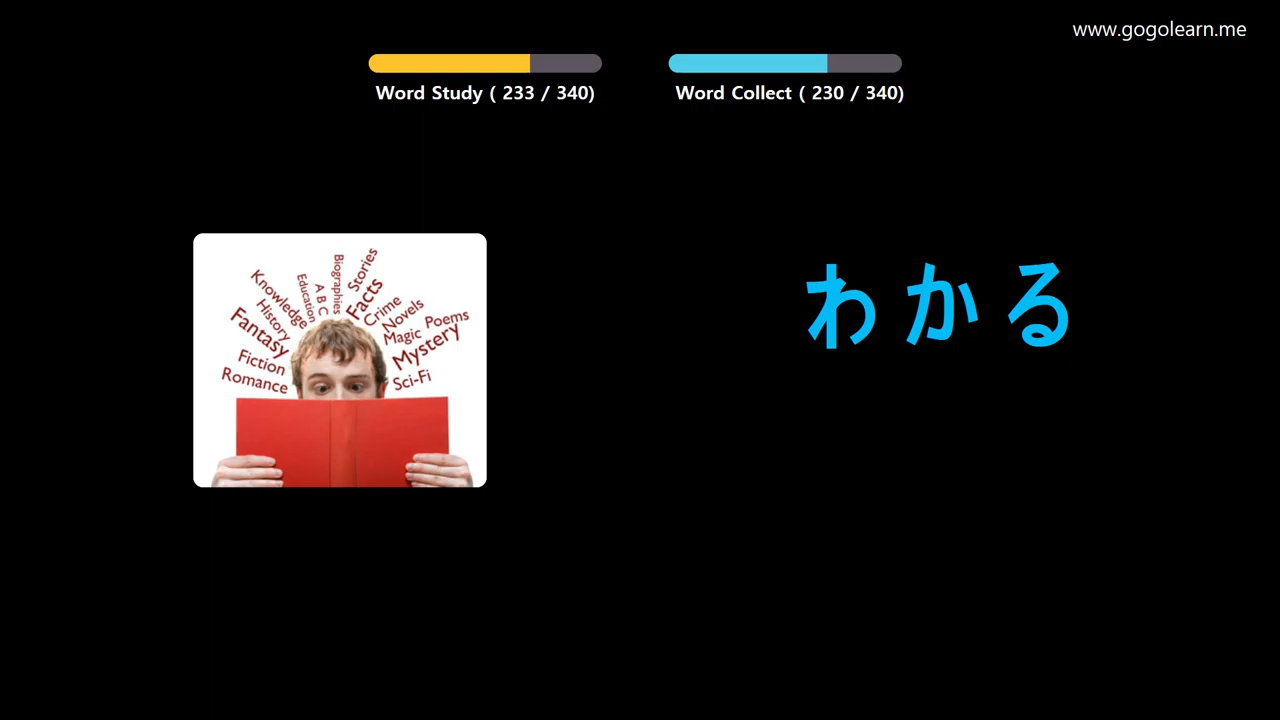 www.gogolearn.me
Word Study ( 233 / 340)
Word Collect ( 230 / 340)
わかる
Knowledge
History
Fantasy
Fiction
Romance
Education
A B C
Biographies
Stories
Facts
Crime
Novels
Magic
Poems
Mystery
Sci-Fi